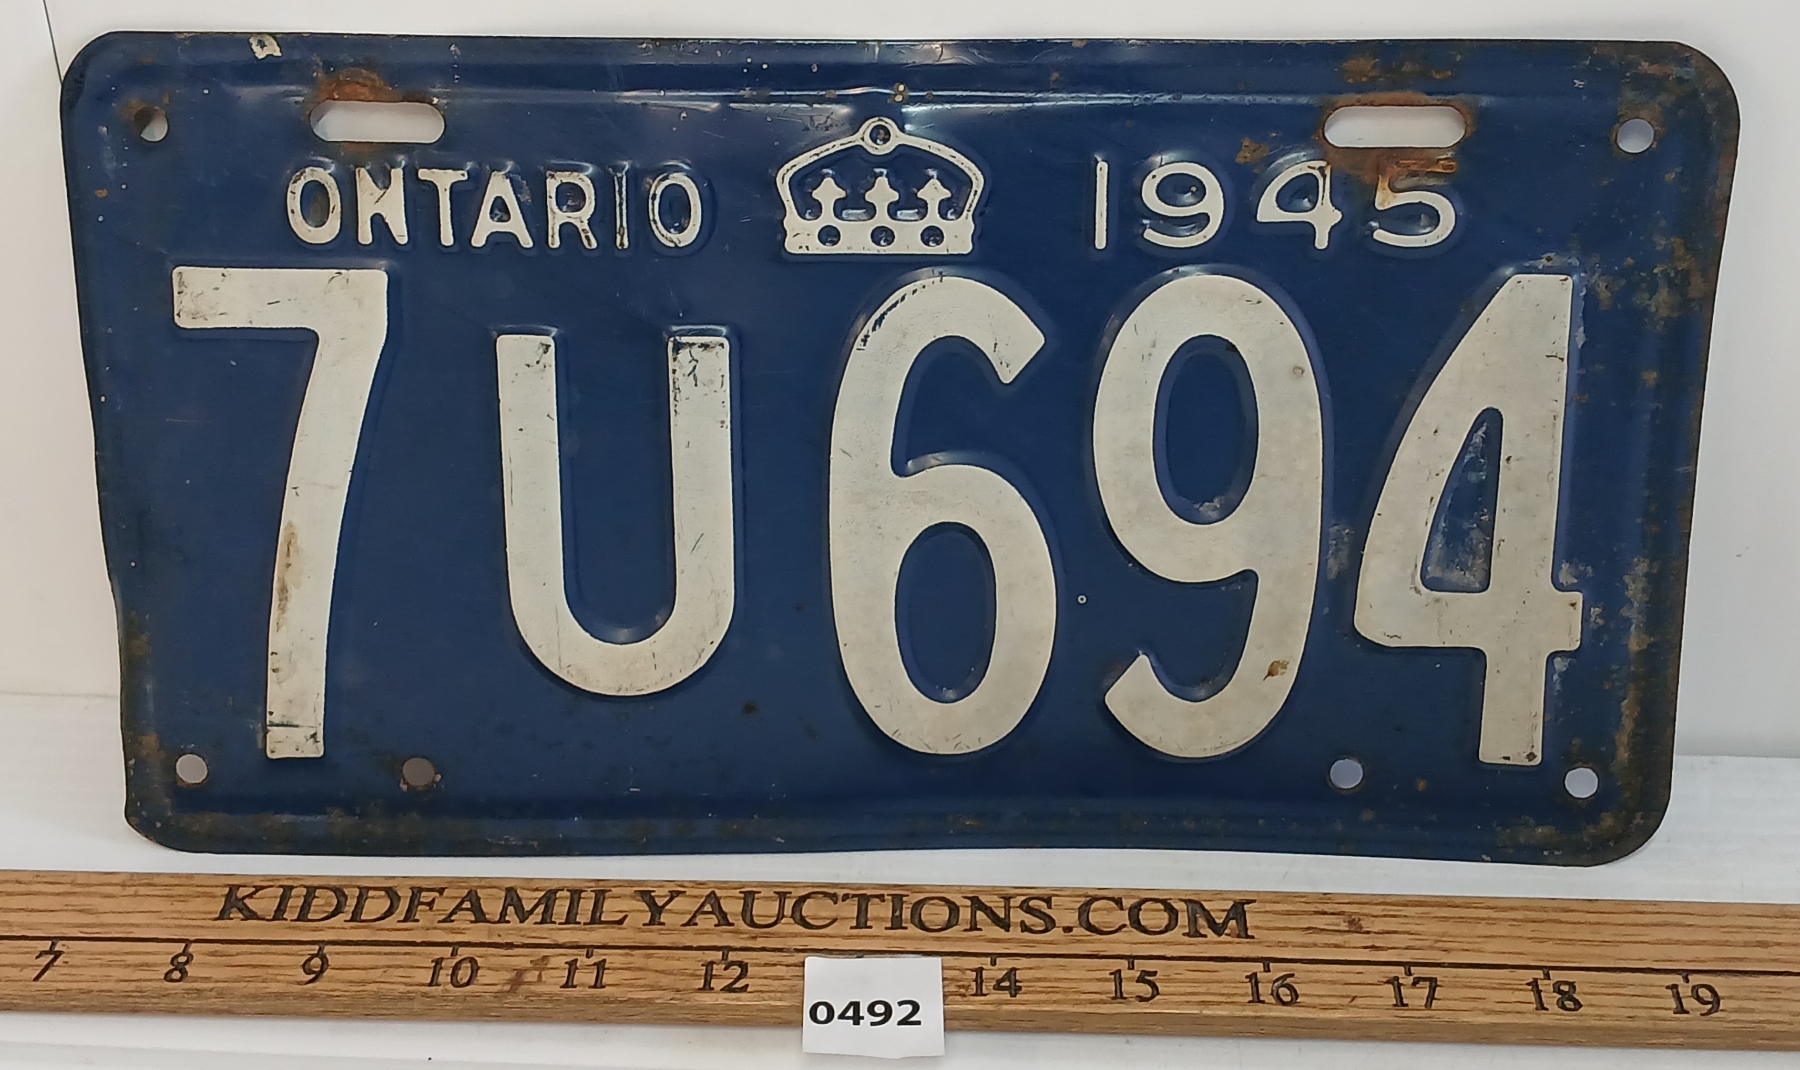 ONTARIO 1945
7U694
KIDDFAMILYAUCTIONS.COM
7 8 9 10 11 12 14 15 16 17 18 19
0492